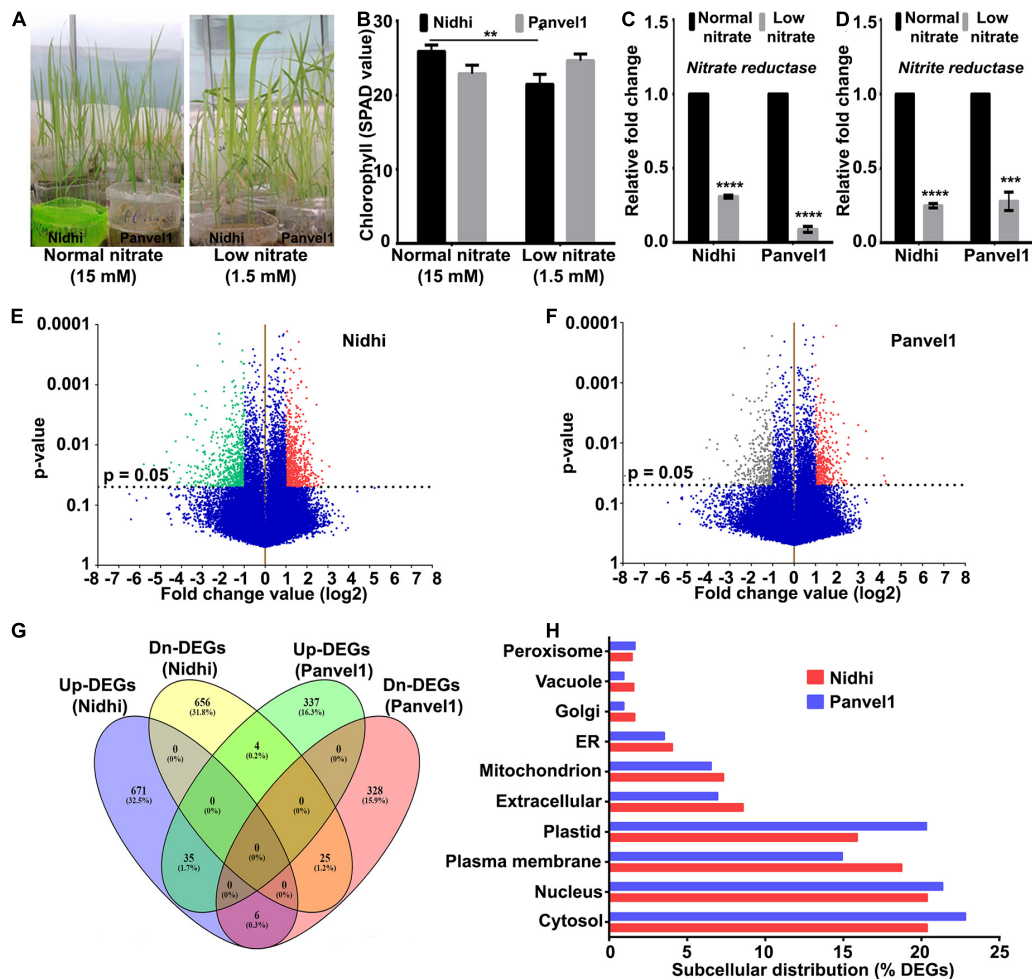 A
Nidhi
Panvel1
Normal nitrate
(15 mM)
Nidhi
Panvel1
Low nitrate
(1.5 mM)
B
Nidhi
Panvel1
**
*
Chlorophyll (SPAD value)
30
20
10
0
Normal nitrate
(15 mM)
Low nitrate
(1.5 mM)
C
Normal nitrate
Low nitrate
Nitrate reductase
Relative fold change
1.5
1.0
0.5
0.0
****
****
Nidhi
Panvel1
D
Normal nitrate
Low nitrate
Nitrite reductase
Relative fold change
1.5
1.0
0.5
0.0
****
***
Nidhi
Panvel1
E
Nidhi
p-value
0.0001
0.001
0.01
0.1
1
p = 0.05
-8 -7 -6 -5 -4 -3 -2 -1 0 1 2 3 4 5 6 7 8
Fold change value (log2)
F
Panvel1
p-value
0.0001
0.001
0.01
0.1
1
p = 0.05
-8 -7 -6 -5 -4 -3 -2 -1 0 1 2 3 4 5 6 7 8
Fold change value (log2)
G
Up-DEGs
(Nidhi)
Dn-DEGs
(Nidhi)
Up-DEGs
(Panvel1)
Dn-DEGs
(Panvel1)
656
(31.8%)
337
(16.3%)
0
(0%)
4
(0.2%)
0
(0%)
671
(32.5%)
0
(0%)
0
(0%)
328
(15.9%)
35
(1.7%)
0
(0%)
25
(1.2%)
0
(0%)
0
(0%)
6
(0.3%)
H
Nidhi
Panvel1
Peroxisome
Vacuole
Golgi
ER
Mitochondrion
Extracellular
Plastid
Plasma membrane
Nucleus
Cytosol
0 5 10 15 20 25
Subcellular distribution (% DEGs)